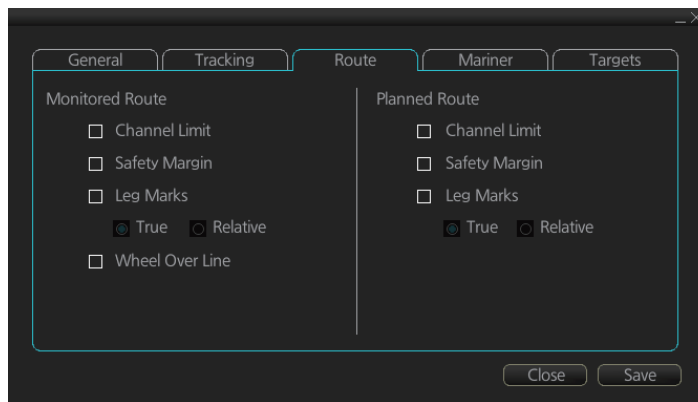 General Tracking Route Mariner Targets
Monitored Route
Channel Limit
Safety Margin
Leg Marks
True Relative
Wheel Over Line
Planned Route
Channel Limit
Safety Margin
Leg Marks
True Relative
Close Save